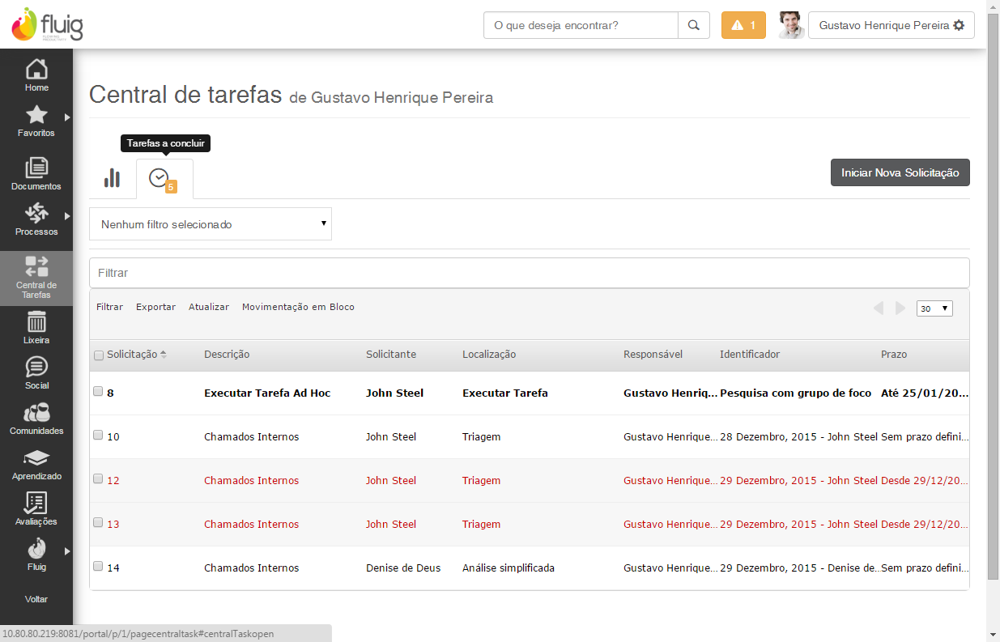 fluig
O que deseja encontrar?
1
Gustavo Henrique Pereira
Home
Favoritos
Documentos
Processos
Central de
Tarefas
Lixeira
Social
Comunidades
Aprendizado
Avaliações
Fluig
Voltar
Central de tarefas de Gustavo Henrique Pereira
Tarefas a concluir
5
Iniciar Nova Solicitação
Nenhum filtro selecionado
Filtrar
Filtrar Exportar Atualizar Movimentação em Bloco 30
Solicitação Descrição Solicitante Localização Responsável Identificador Prazo
8 Executar Tarefa Ad Hoc John Steel Executar Tarefa Gustavo Henriq... Pesquisa com grupo de foco Até 25/01/20...
10 Chamados Internos John Steel Triagem Gustavo Henrique... 28 Dezembro, 2015 - John Steel Sem prazo defini...
12 Chamados Internos John Steel Triagem Gustavo Henrique... 29 Dezembro, 2015 - John Steel Desde 29/12/20...
13 Chamados Internos John Steel Triagem Gustavo Henrique... 29 Dezembro, 2015 - John Steel Desde 29/12/20...
14 Chamados Internos Denise de Deus Análise simplificada Gustavo Henrique... 29 Dezembro, 2015 - Denise de... Sem prazo defini...
10.80.80.219:8081/portal/p/1/pagecentraltask#centralTaskopen